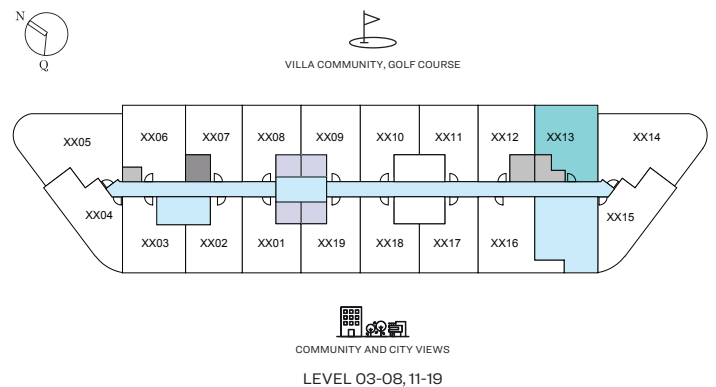 N
Q
VILLA COMMUNITY, GOLF COURSE
XX05 XX06 XX07 XX08 XX09 XX10 XX11 XX12 XX13 XX14
XX04 XX03 XX02 XX01 XX19 XX18 XX17 XX16 XX15
COMMUNITY AND CITY VIEWS
LEVEL 03-08, 11-19